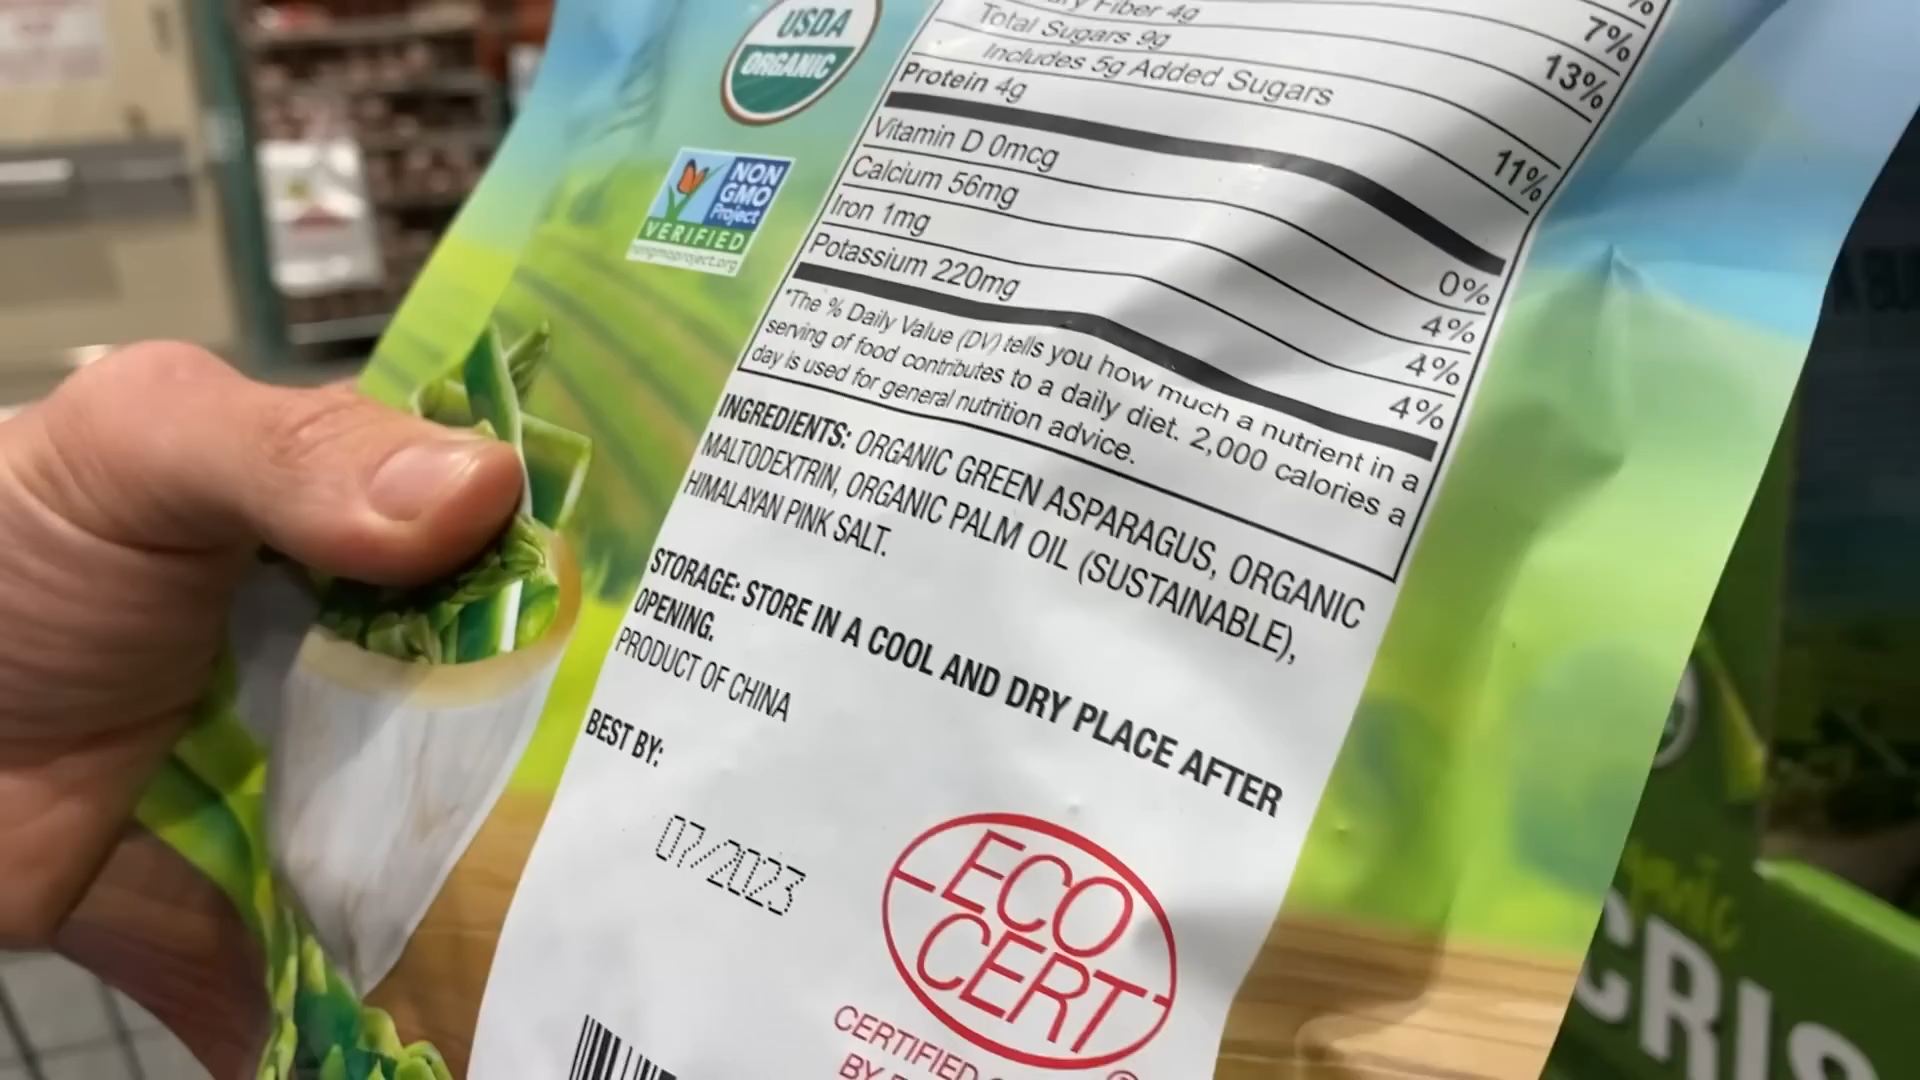 USDA
ORGANIC
NON
GMO
Project
VERIFIED
nongmoproject.org
Fiber 4g
7%
Total Sugars 9g
13%
Includes 5g Added Sugars
Protein 4g
11%
Vitamin D 0mcg
0%
Calcium 56mg
4%
Iron 1mg
4%
Potassium 220mg
4%
*The % Daily Value (DV) tells you how much a nutrient in a
serving of food contributes to a daily diet. 2,000 calories a
day is used for general nutrition advice.
INGREDIENTS: ORGANIC GREEN ASPARAGUS, ORGANIC
MALTODEXTRIN, ORGANIC PALM OIL (SUSTAINABLE),
HIMALAYAN PINK SALT.
STORAGE: STORE IN A COOL AND DRY PLACE AFTER
OPENING.
PRODUCT OF CHINA
BEST BY:
07/2023
ECO
CERT
CERTIFIED
BY
CRIS